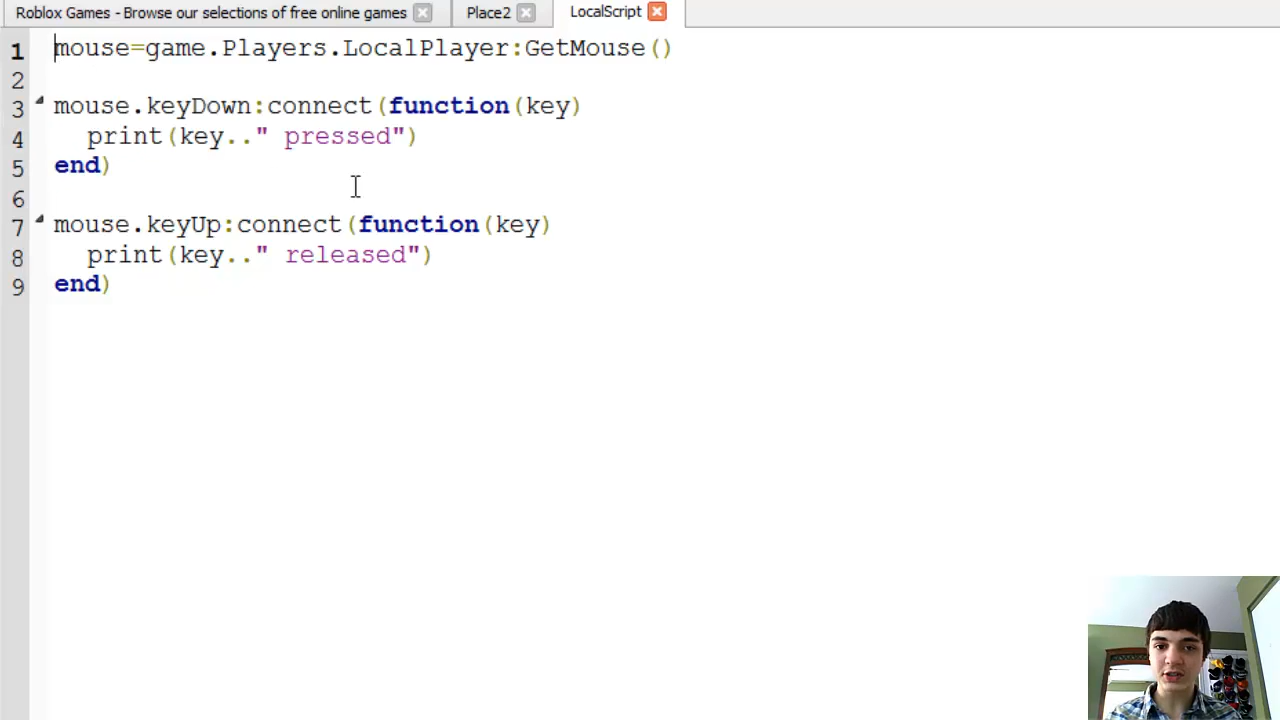 Roblox Games - Browse our selections of free online games Place2 LocalScript
1 mouse=game.Players.LocalPlayer:GetMouse()
2
3 mouse.keyDown:connect(function(key)
4 print(key.." pressed")
5 end)
6
7 mouse.keyUp:connect(function(key)
8 print(key.." released")
9 end)